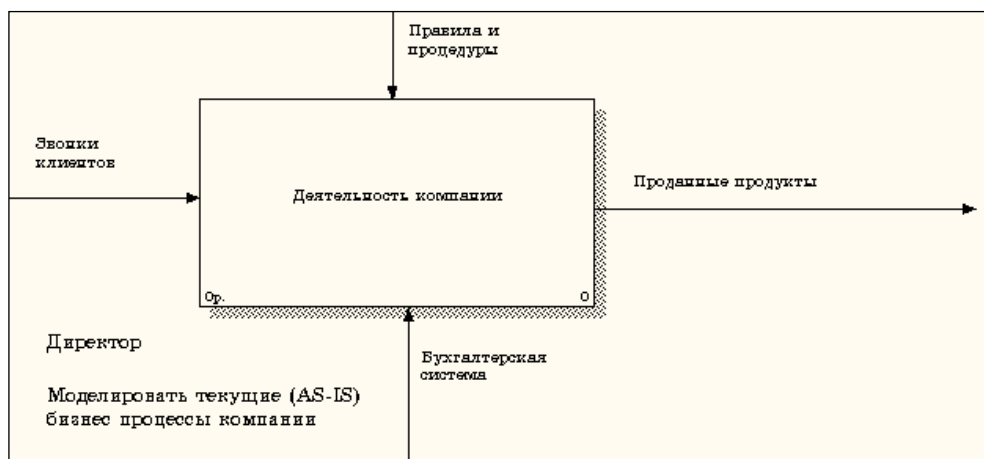 Правила и
процедуры
Звонки
клиентов
Деятельность компании
Проданные продукты
0р.
0
Директор
Бухгалтерская
система
Моделировать текущие (AS-IS)
бизнес процессы компании